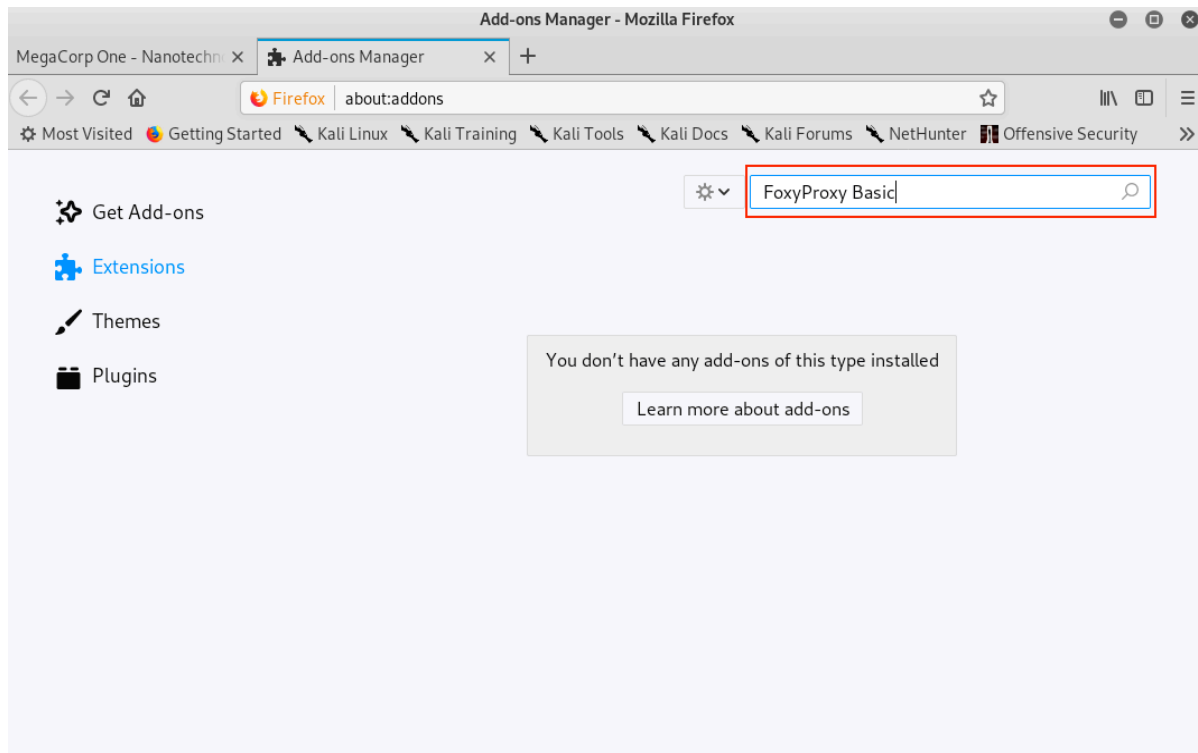 Add-ons Manager - Mozilla Firefox
MegaCorp One - Nanotechn
Add-ons Manager
Firefox about:addons
Most Visited Getting Started Kali Linux Kali Training Kali Tools Kali Docs Kali Forums NetHunter Offensive Security
FoxyProxy Basic
Get Add-ons
Extensions
Themes
Plugins
You don't have any add-ons of this type installed
Learn more about add-ons